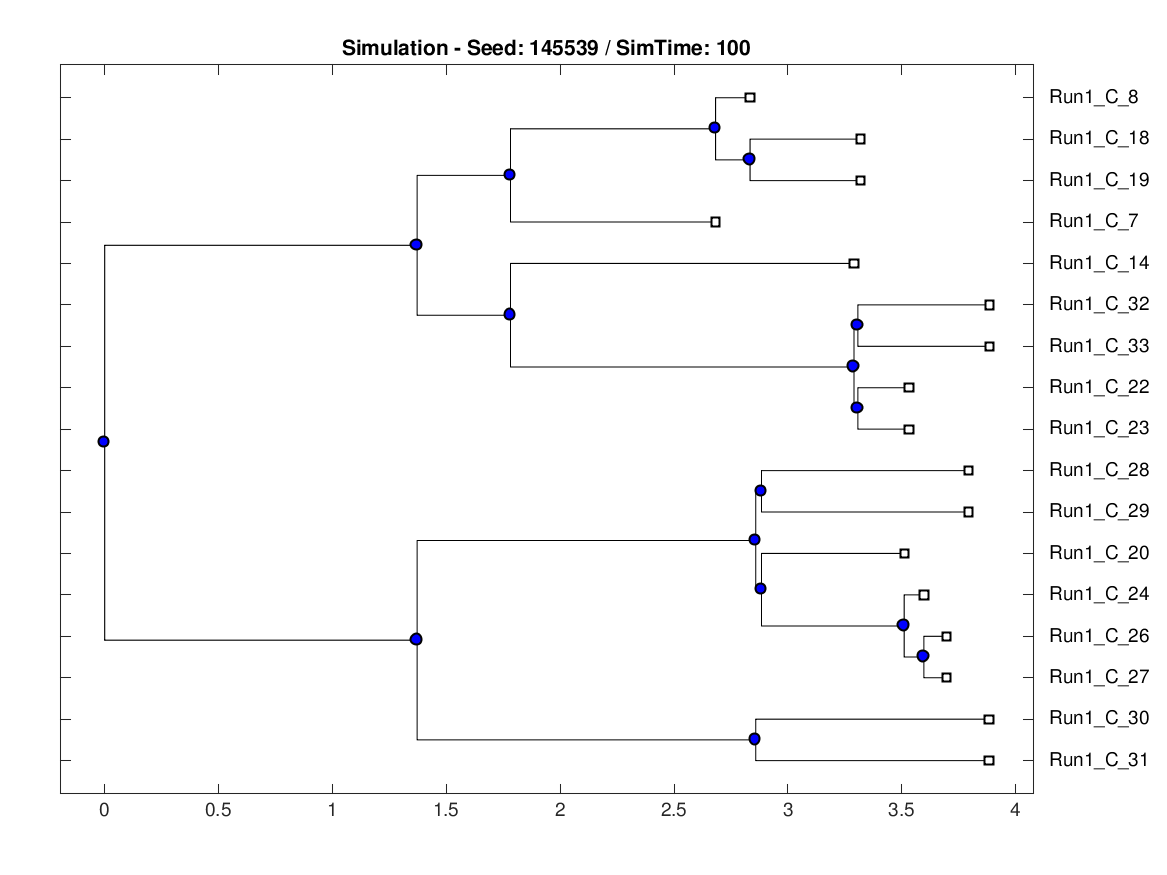 Simulation - Seed: 145539 / SimTime: 100
Run1_C_8
Run1_C_18
Run1_C_19
Run1_C_7
Run1_C_14
Run1_C_32
Run1_C_33
Run1_C_22
Run1_C_23
Run1_C_28
Run1_C_29
Run1_C_20
Run1_C_24
Run1_C_26
Run1_C_27
Run1_C_30
Run1_C_31
0 0.5 1 1.5 2 2.5 3 3.5 4